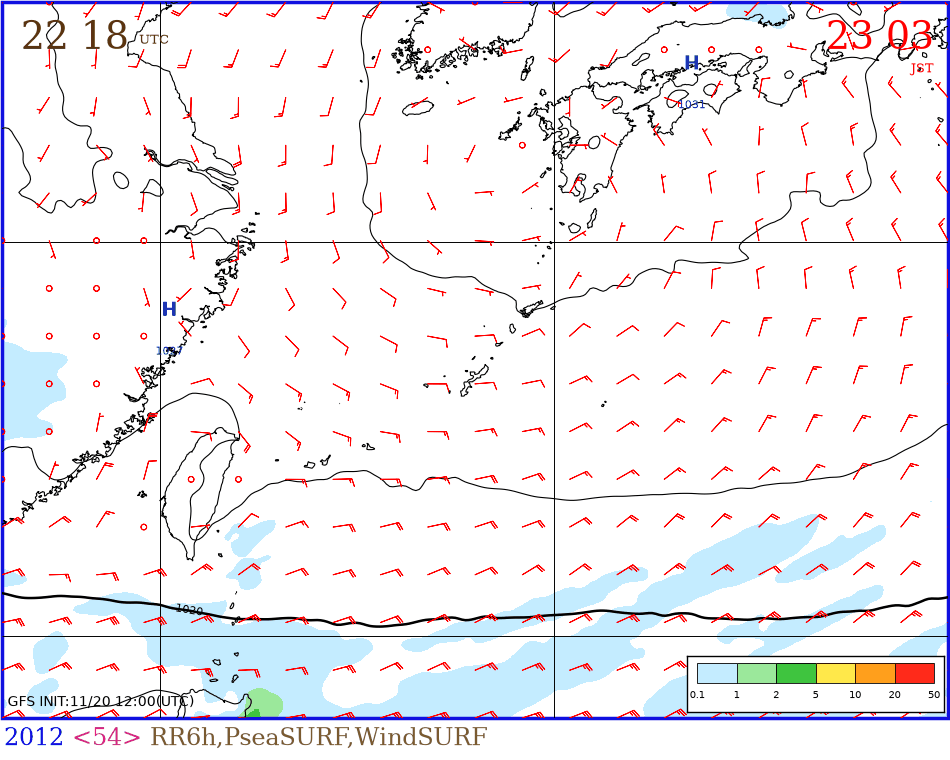 22 18 UTC
23 03
JST
H
1031
H
1020
GFS INIT:11/20 12:00(UTC)
0.1 1 2 5 10 20 50
2012 <54> RR6h,PseaSURF,WindSURF